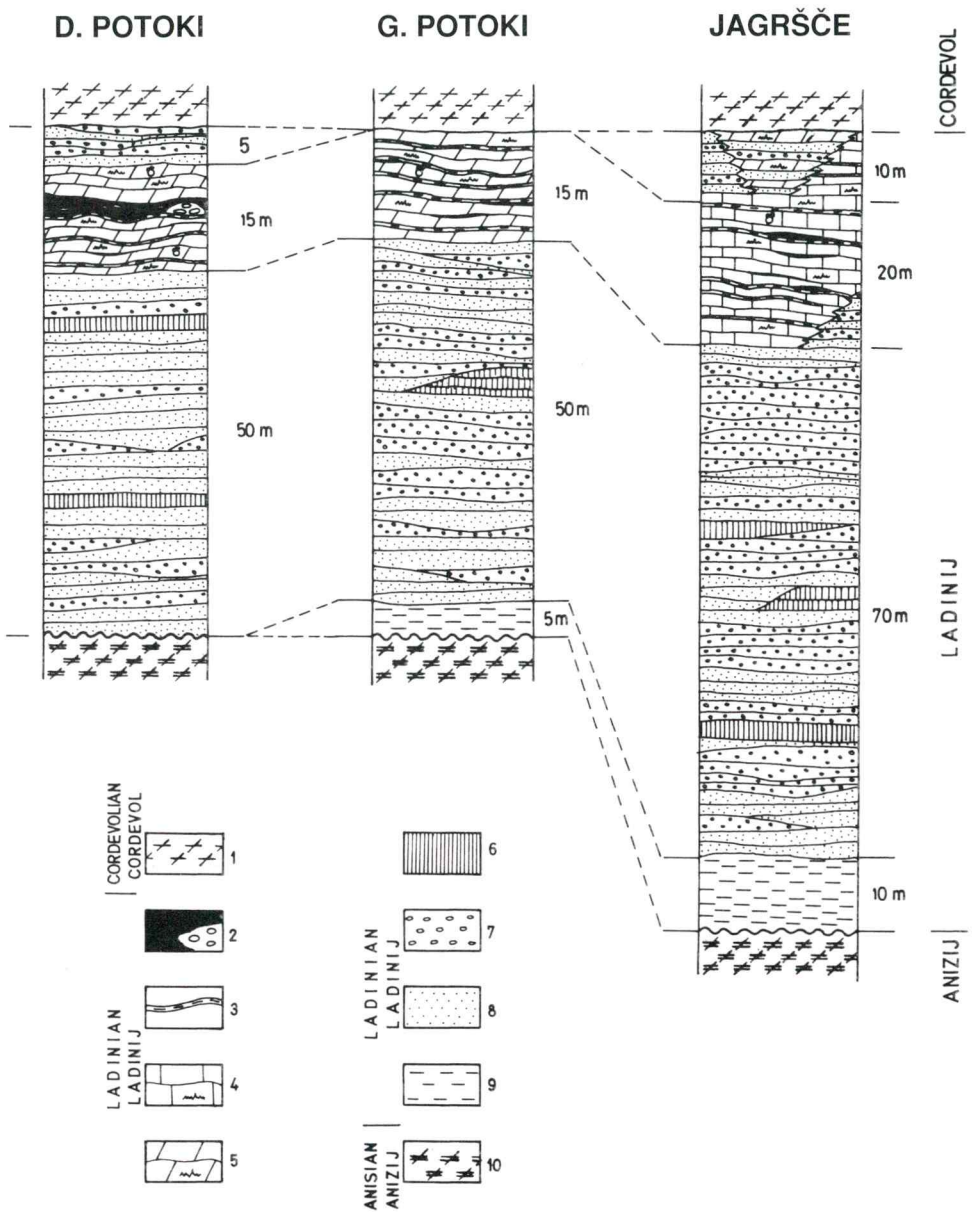 D. POTOKI
G. POTOKI
JAGRŠČE
CORDEVOL
5
15 m
50 m
15 m
50 m
5m
10 m
20m
70m
10 m
LADINIJ
ANIZIJ
CORDEVOLIAN
CORDEVOL
1
LADINIAN
LADINIJ
2
3
4
5
LADINIAN
LADINIJ
6
7
8
9
ANISIAN
ANIZIJ
10